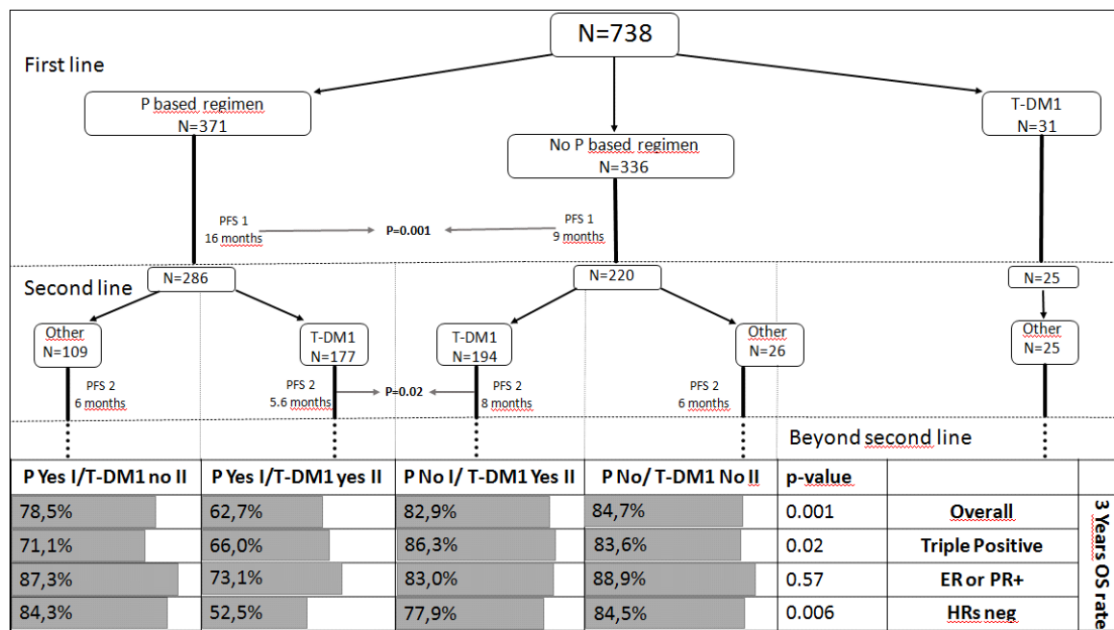 N=738
First line
P based regimen
N=371
T-DM1
N=31
No P based regimen
N=336
PFS 1
16 months
P=0.001
PFS 1
9 months
Second line
N=286
N=220
N=25
Other
N=109
T-DM1
N=177
T-DM1
N=194
Other
N=26
Other
N=25
PFS 2
6 months
PFS 2
5.6 months
P=0.02
PFS 2
8 months
PFS 2
6 months
Beyond second line
P Yes I/T-DM1 no II P Yes I/T-DM1 yes II P No I/ T-DM1 Yes II P No/ T-DM1 No II p-value
78,5% 62,7% 82,9% 84,7% 0.001 Overall
71,1% 66,0% 86,3% 83,6% 0.02 Triple Positive
87,3% 73,1% 83,0% 88,9% 0.57 ER or PR+
84,3% 52,5% 77,9% 84,5% 0.006 HRs neg
3 Years OS rate